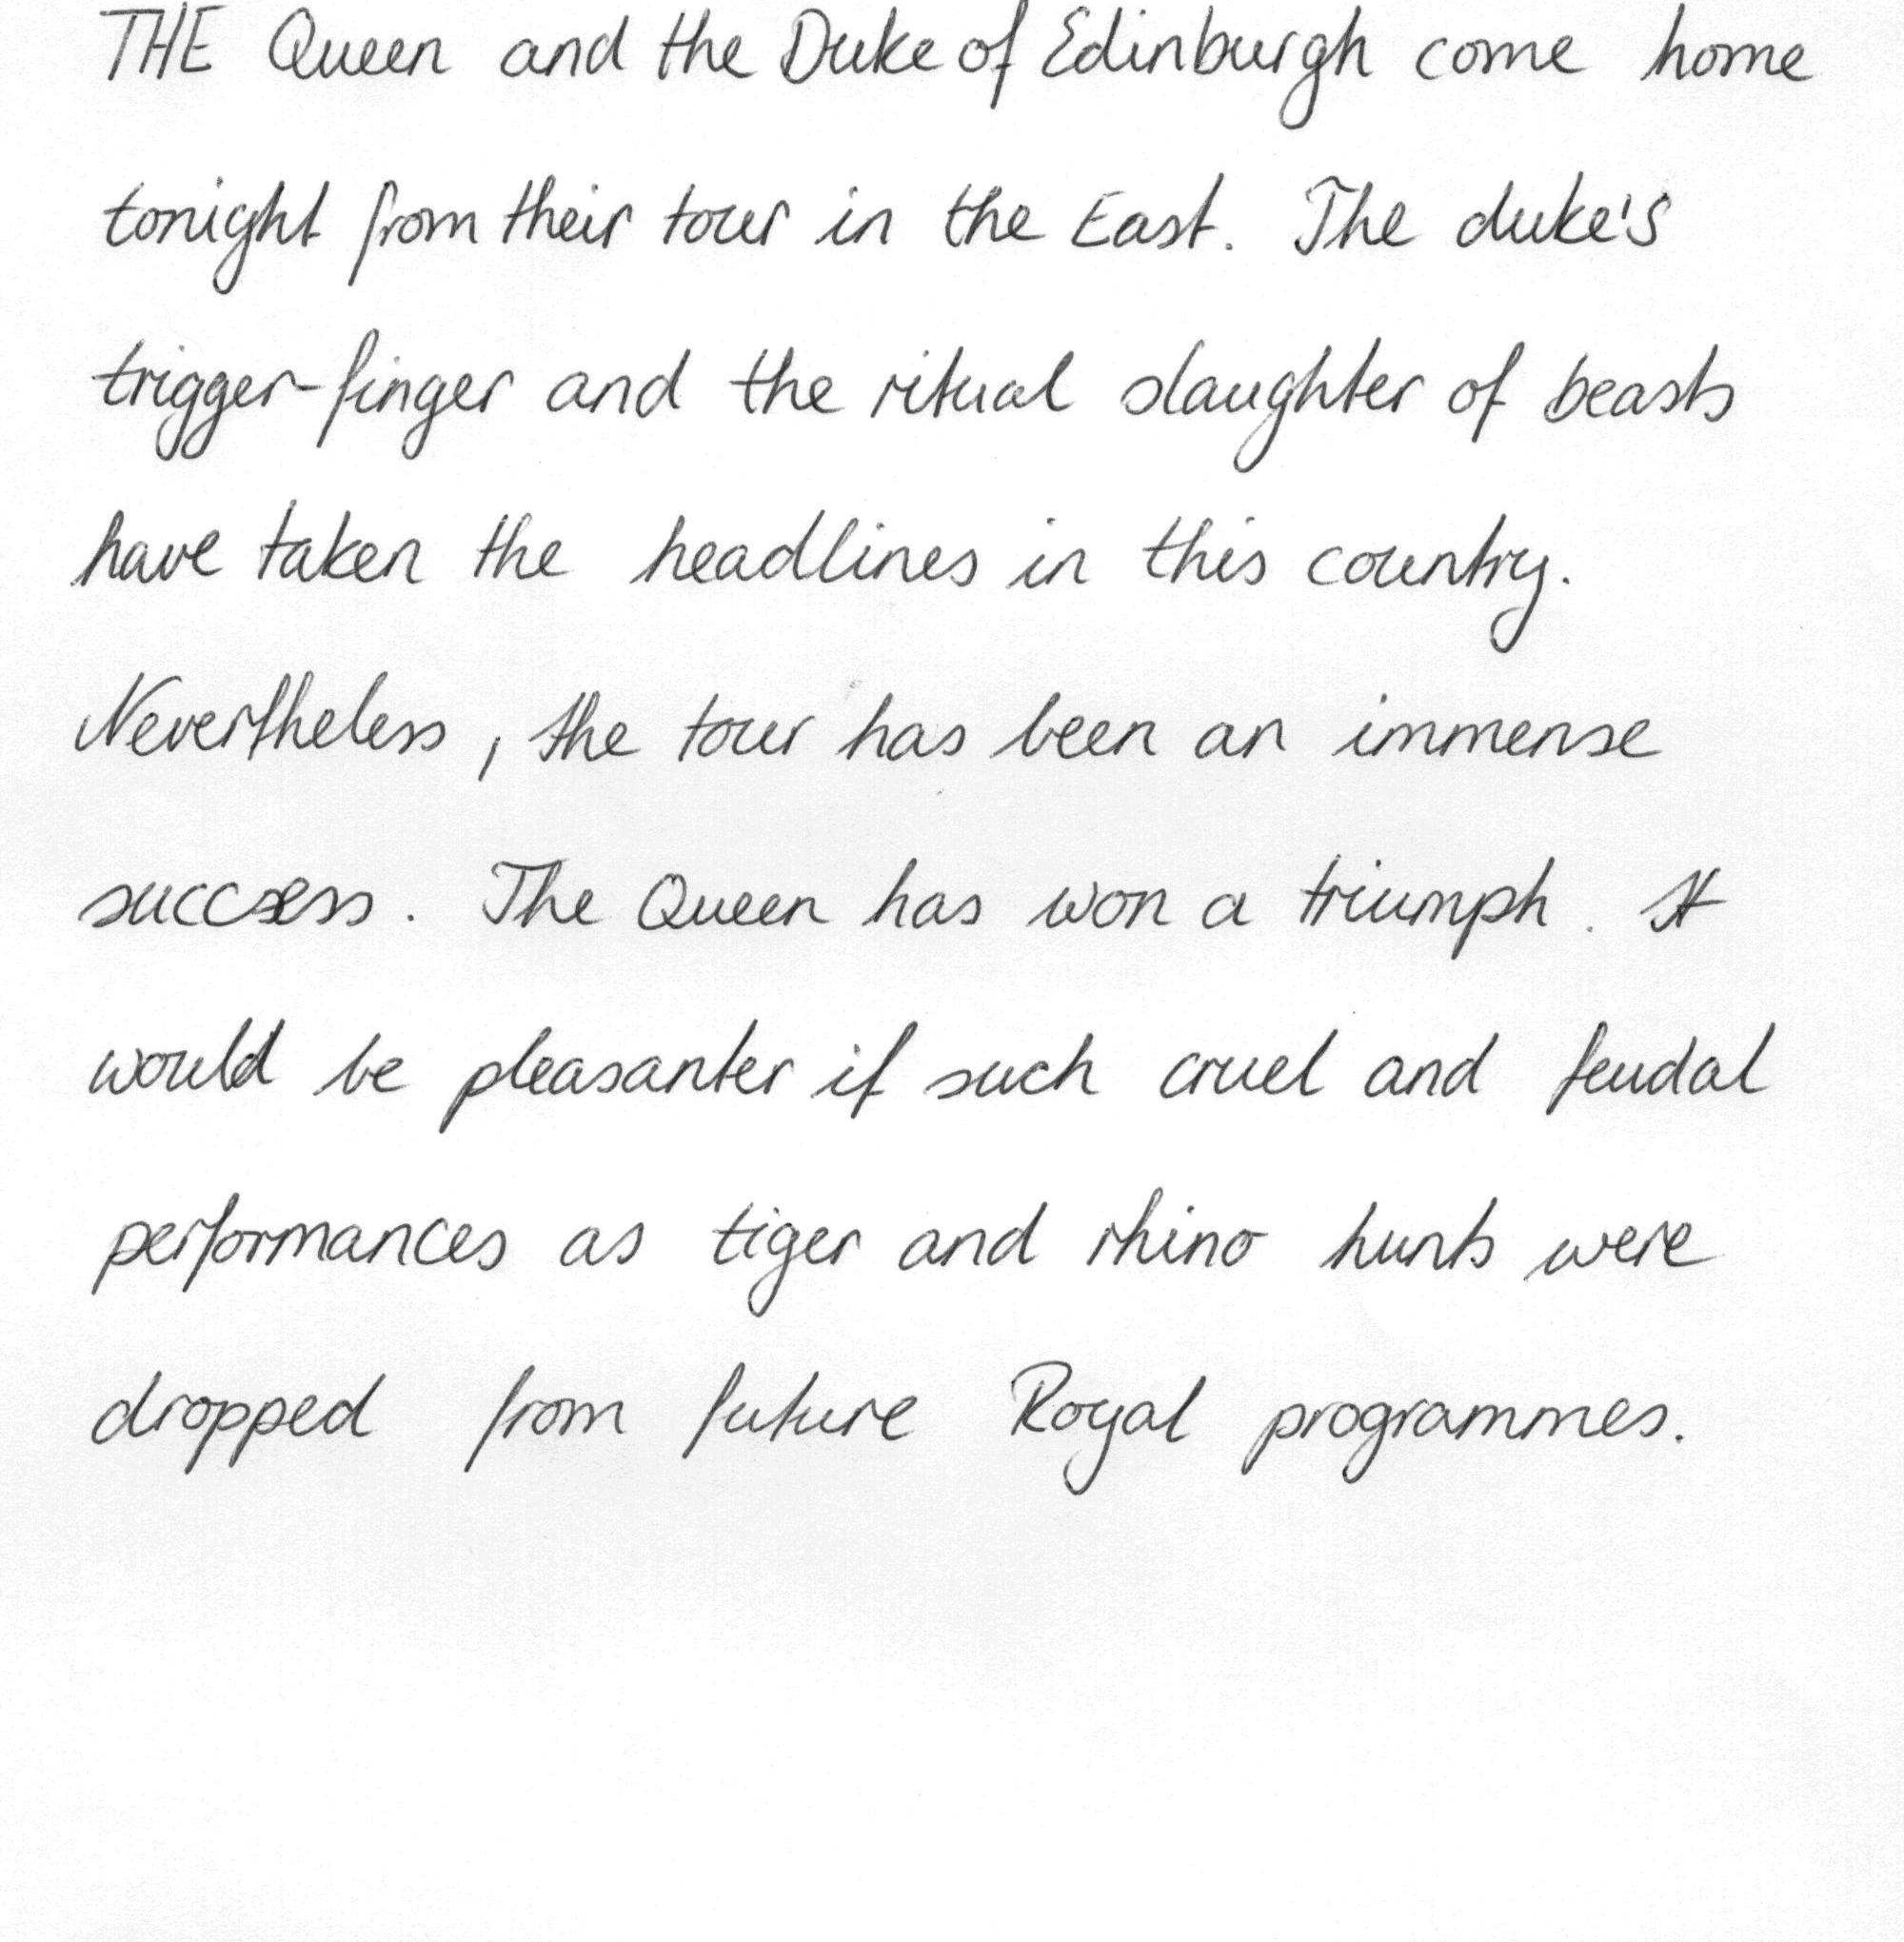 THE Queen and the Duke of Edinburgh come home
tonight from their tour in the East. The duke's
trigger-finger and the ritual slaughter of beasts
have taken the headlines in this country.
Nevertheless, the tour has been an immense
success. The Queen has won a triumph. It
would be pleasanter if such cruel and feudal
performances as tiger and rhino hunts were
dropped from future Royal programmes.